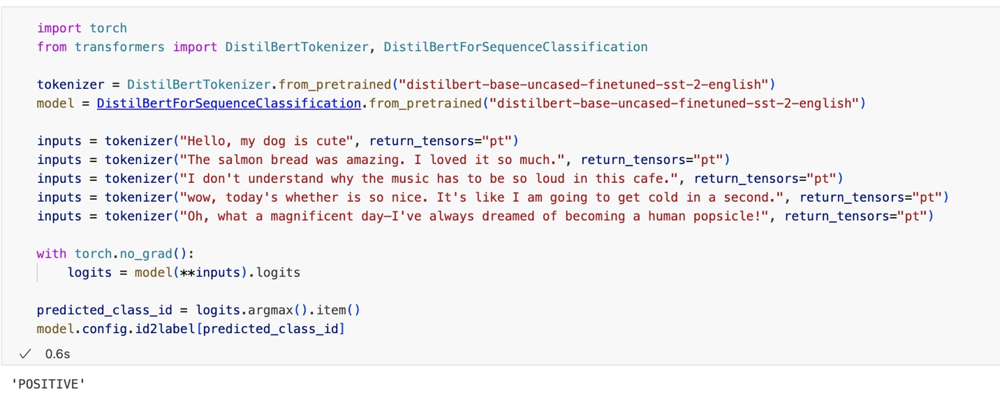 import torch
from transformers import DistilBertTokenizer, DistilBertForSequenceClassification
tokenizer = DistilBertTokenizer.from_pretrained("distilbert-base-uncased-finetuned-sst-2-english")
model = DistilBertForSequenceClassification.from_pretrained("distilbert-base-uncased-finetuned-sst-2-english")
inputs = tokenizer("Hello, my dog is cute", return_tensors="pt")
inputs = tokenizer("The salmon bread was amazing. I loved it so much.", return_tensors="pt")
inputs = tokenizer("I don't understand why the music has to be so loud in this cafe.", return_tensors="pt")
inputs = tokenizer("wow, today's whether is so nice. It's like I am going to get cold in a second.", return_tensors="pt")
inputs = tokenizer("Oh, what a magnificent day—I've always dreamed of becoming a human popsicle!", return_tensors="pt")
with torch.no_grad():
    logits = model(**inputs).logits
predicted_class_id = logits.argmax().item()
model.config.id2label[predicted_class_id]
✓ 0.6s
'POSITIVE'